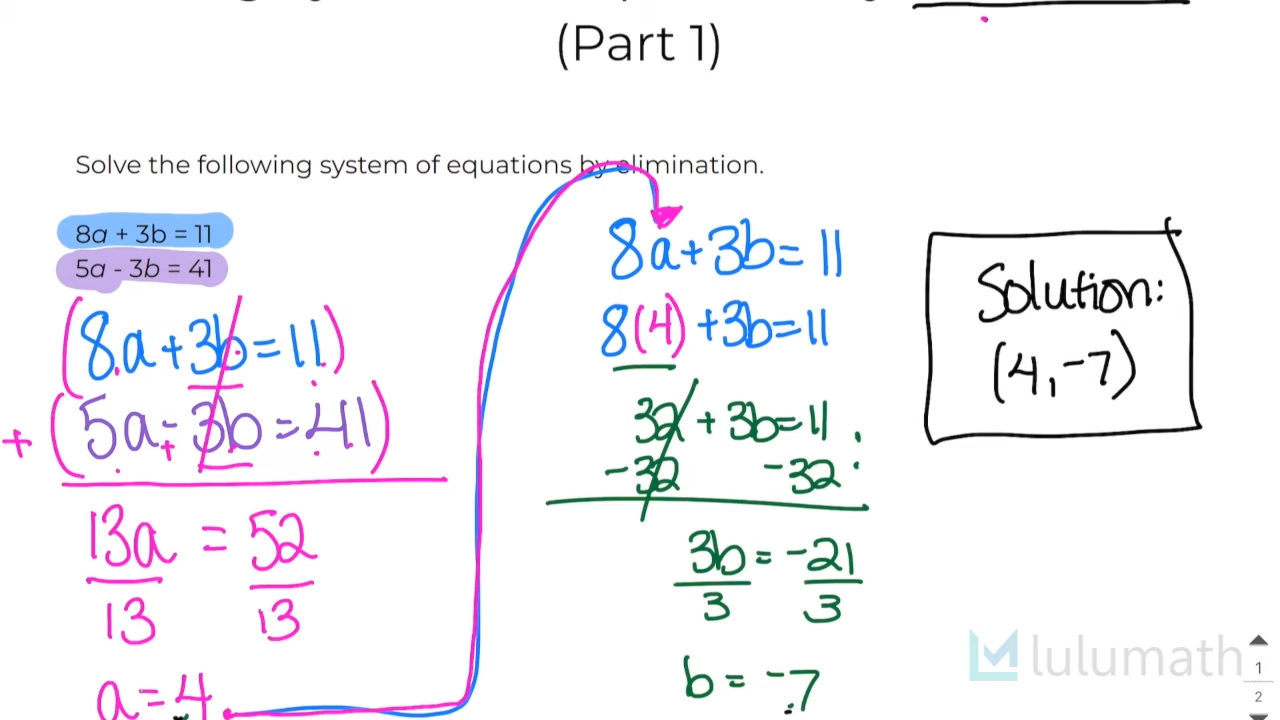 (Part 1)
Solve the following system of equations by elimination.
8a + 3b = 11
5a - 3b = 41
(8a+3b=11)
+ (5a-3b=41)
13a = 52
13 13
a=4
8a+3b=11
8(4)+3b=11
32 + 3b=11
-32 -32
3b = -21
3 3
b = -7
Solution:
(4,-7)
lulumath
1
2